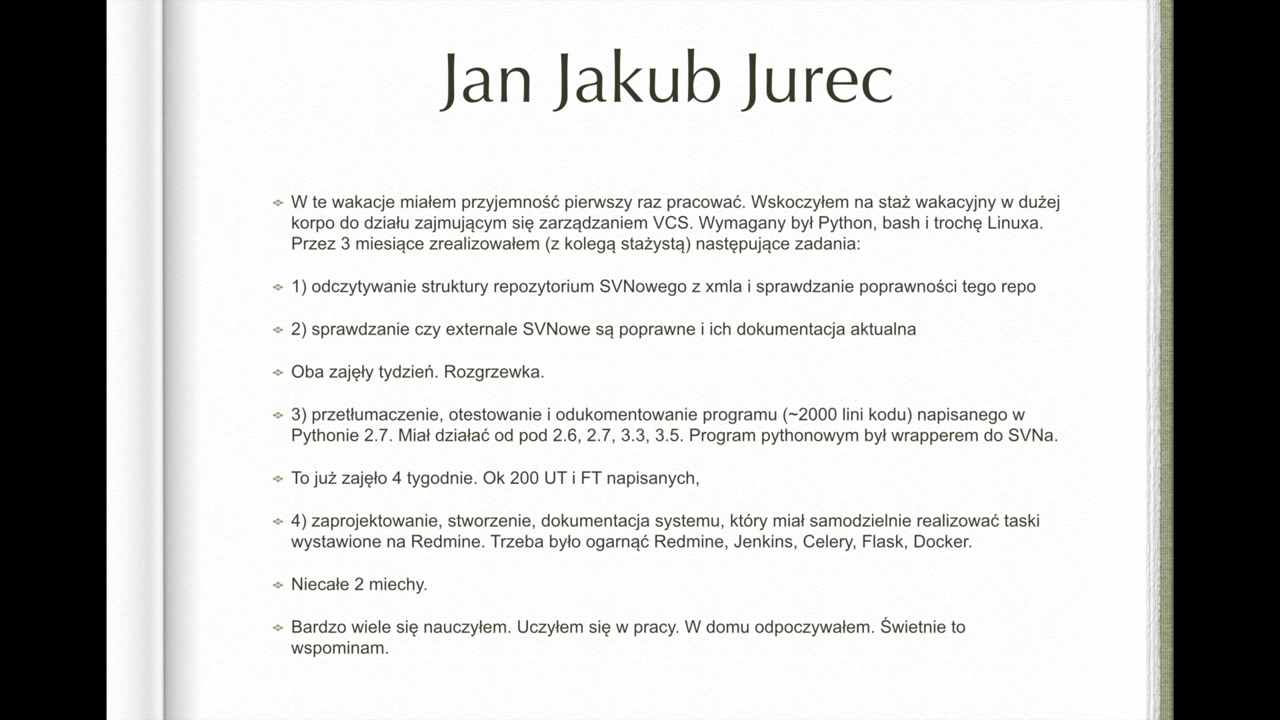 Jan Jakub Jurec
W te wakacje miałem przyjemność pierwszy raz pracować. Wskoczyłem na staż wakacyjny w dużej
korpo do działu zajmującym się zarządzaniem VCS. Wymagany był Python, bash i trochę Linuxa.
Przez 3 miesiące zrealizowałem (z kolegą stażystą) następujące zadania:
1) odczytywanie struktury repozytorium SVNowego z xmla i sprawdzanie poprawności tego repo
2) sprawdzanie czy externale SVNowe są poprawne i ich dokumentacja aktualna
Oba zajęły tydzień. Rozgrzewka.
3) przetłumaczenie, otestowanie i odukomentowanie programu (~2000 lini kodu) napisanego w
Pythonie 2.7. Miał działać od pod 2.6, 2.7, 3.3, 3.5. Program pythonowym był wrapperem do SVNa.
To już zajęło 4 tygodnie. Ok 200 UT i FT napisanych,
4) zaprojektowanie, stworzenie, dokumentacja systemu, który miał samodzielnie realizować taski
wystawione na Redmine. Trzeba było ogarnąć Redmine, Jenkins, Celery, Flask, Docker.
Niecałe 2 miechy.
Bardzo wiele się nauczyłem. Uczyłem się w pracy. W domu odpoczywałem. Świetnie to
wspominam.